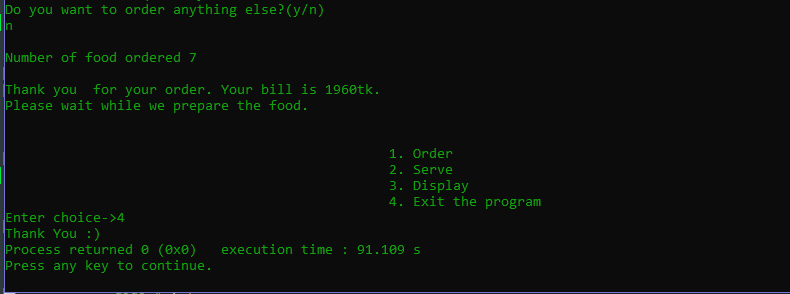 Do you want to order anything else?(y/n)
n
Number of food ordered 7
Thank you  for your order. Your bill is 1960tk.
Please wait while we prepare the food.
1. Order
2. Serve
3. Display
4. Exit the program
Enter choice->4
Thank You :)
Process returned 0 (0x0)   execution time : 91.109 s
Press any key to continue.